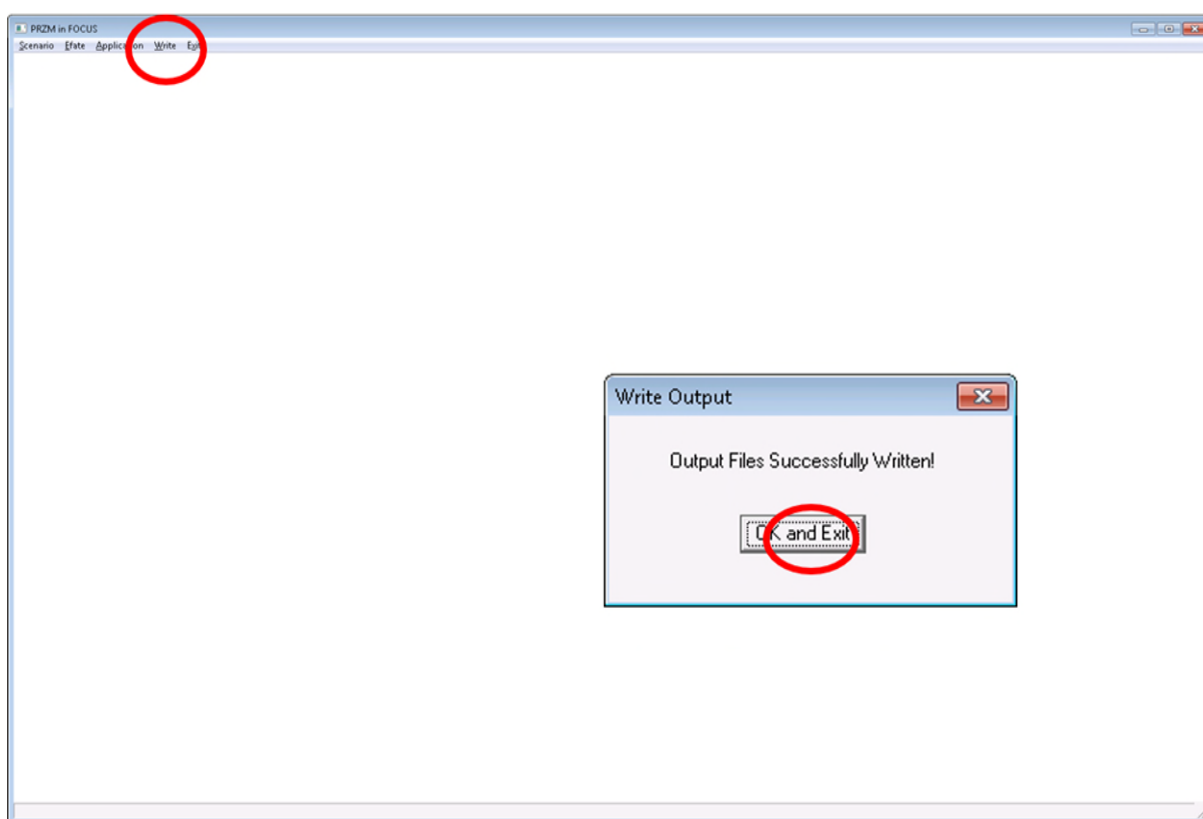 PRZM in FOCUS
Scenario Efate Application Write Exit
Write Output
Output Files Successfully Written!
OK and Exit